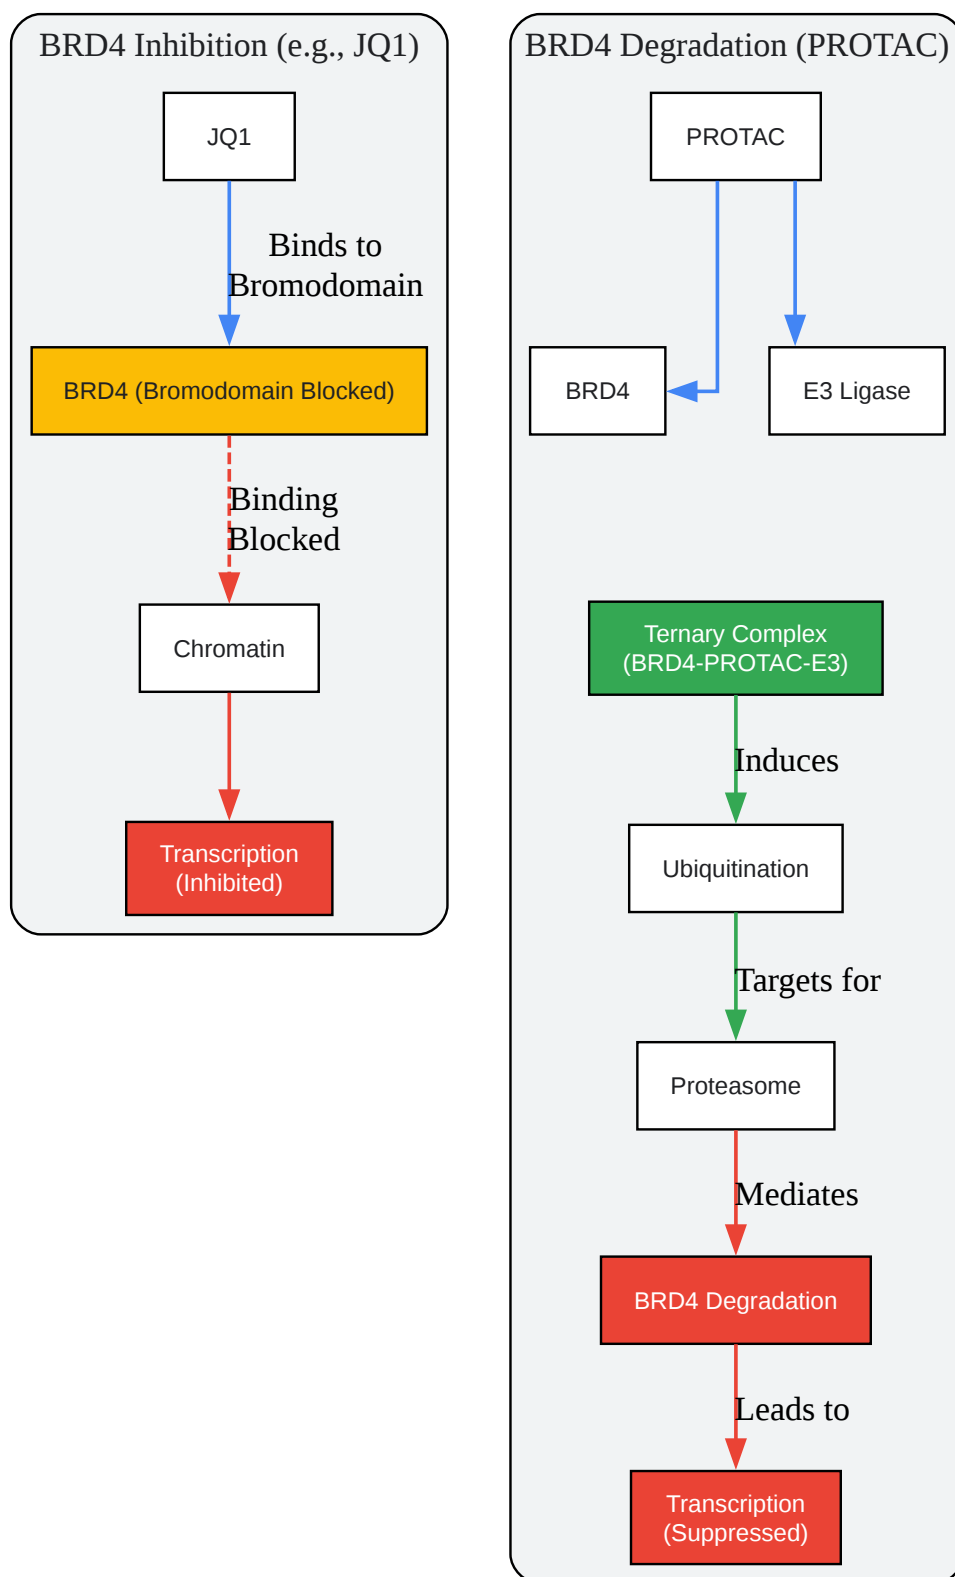 BRD4 Inhibition (e.g., JQ1)
JQ1
Binds to
Bromodomain
BRD4 (Bromodomain Blocked)
Binding
Blocked
Chromatin
Transcription
(Inhibited)
BRD4 Degradation (PROTAC)
PROTAC
BRD4
E3 Ligase
Ternary Complex
(BRD4-PROTAC-E3)
Induces
Ubiquitination
Targets for
Proteasome
Mediates
BRD4 Degradation
Leads to
Transcription
(Suppressed)